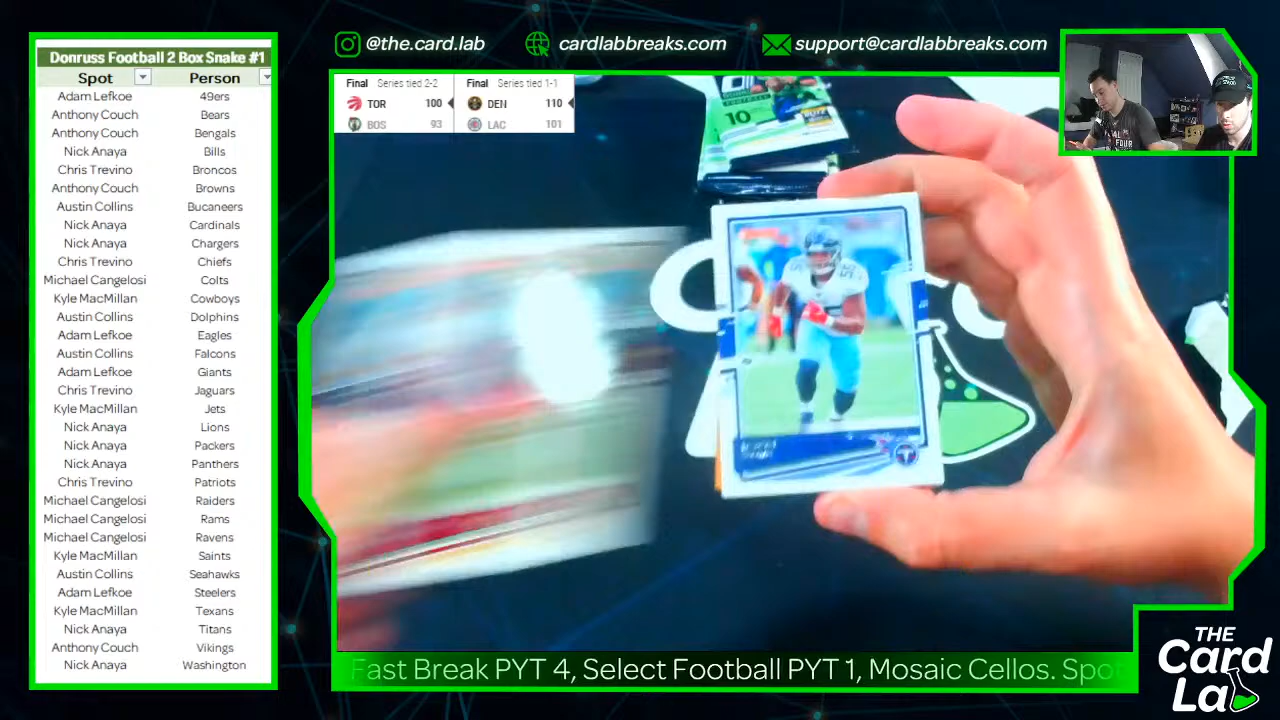 Donruss Football 2 Box Snake #1
Spot Person
Adam Lefkoe 49ers
Anthony Couch Bears
Anthony Couch Bengals
Nick Anaya Bills
Chris Trevino Broncos
Anthony Couch Browns
Austin Collins Bucaneers
Nick Anaya Cardinals
Nick Anaya Chargers
Chris Trevino Chiefs
Michael Cangelosi Colts
Kyle MacMillan Cowboys
Austin Collins Dolphins
Adam Lefkoe Eagles
Austin Collins Falcons
Adam Lefkoe Giants
Chris Trevino Jaguars
Kyle MacMillan Jets
Nick Anaya Lions
Nick Anaya Packers
Nick Anaya Panthers
Chris Trevino Patriots
Michael Cangelosi Raiders
Michael Cangelosi Rams
Michael Cangelosi Ravens
Kyle MacMillan Saints
Austin Collins Seahawks
Adam Lefkoe Steelers
Kyle MacMillan Texans
Nick Anaya Titans
Anthony Couch Vikings
Nick Anaya Washington
@the.card.lab cardlabbreaks.com support@cardlabbreaks.com
Final Series tied 2-2 Final Series tied 1-1
TOR 100 DEN 110
BOS 93 LAC 101
10
FOUR
Fast Break PYT 4, Select Football PYT 1, Mosaic Cellos. Spo
THE
Card
Lab